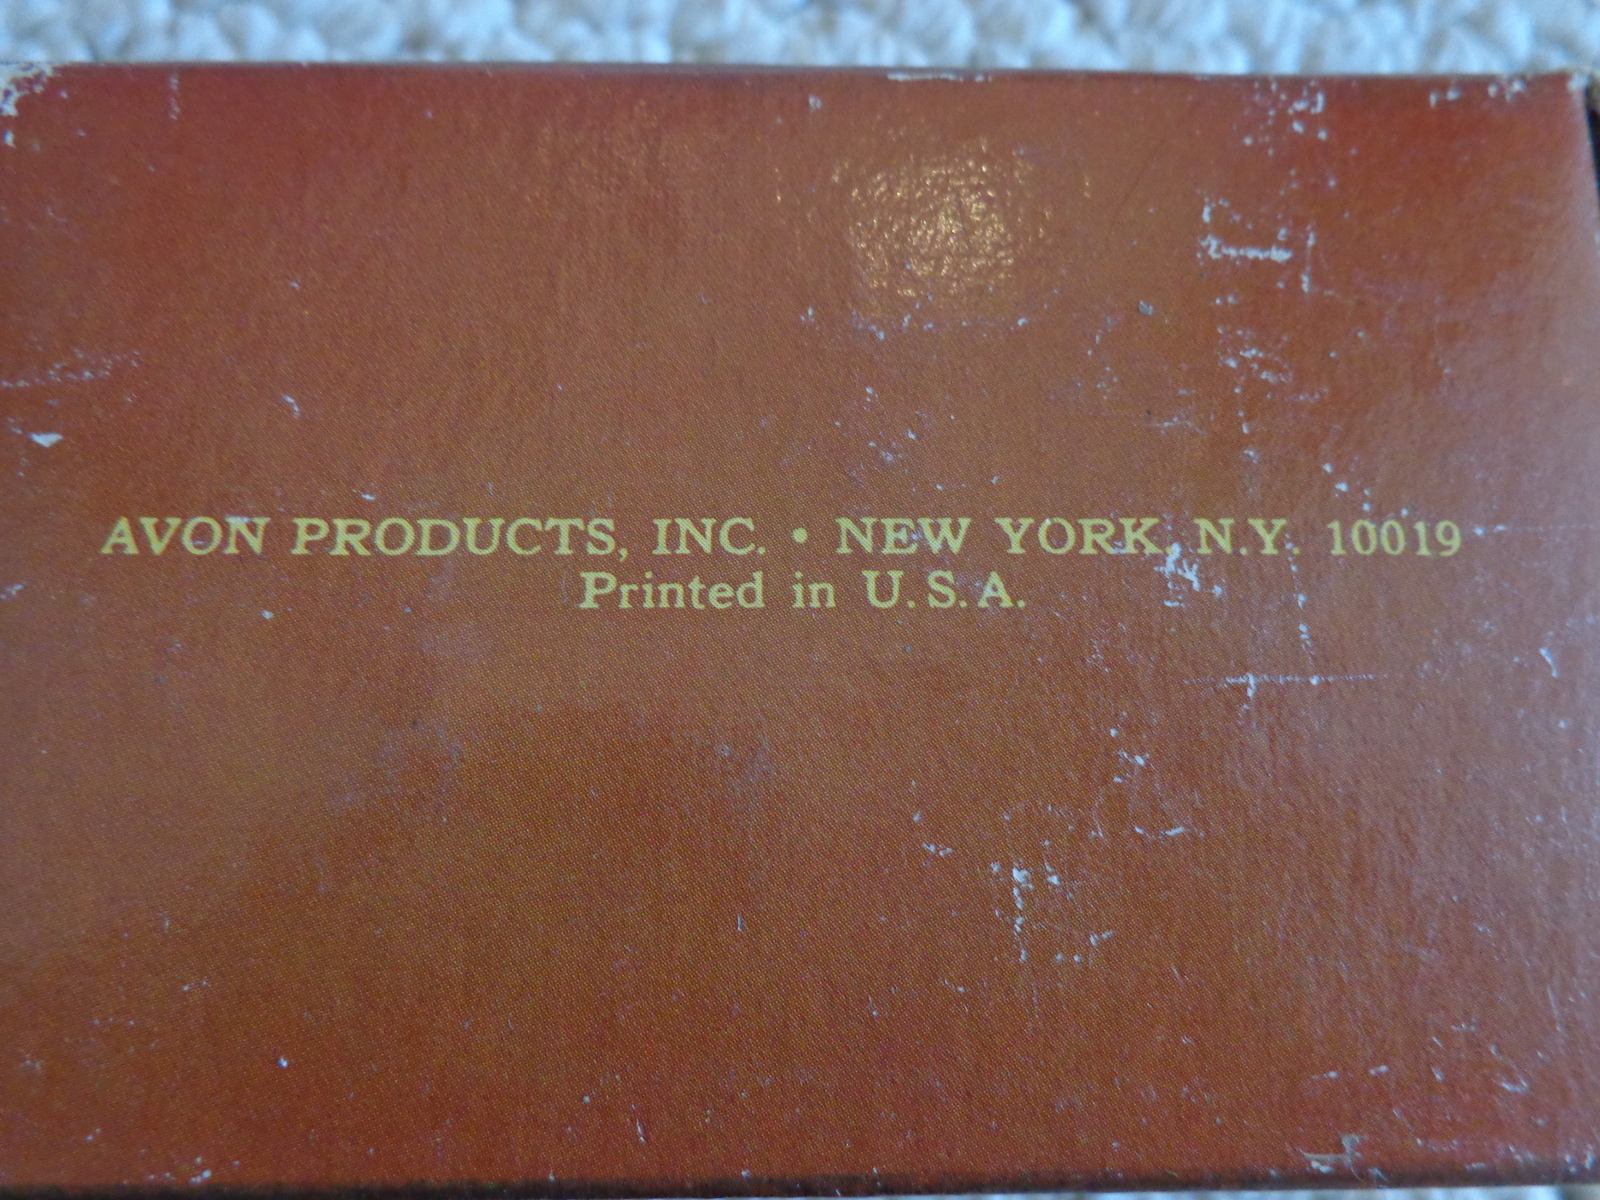 AVON PRODUCTS, INC. • NEW YORK, N.Y. 10019
Printed in U.S.A.